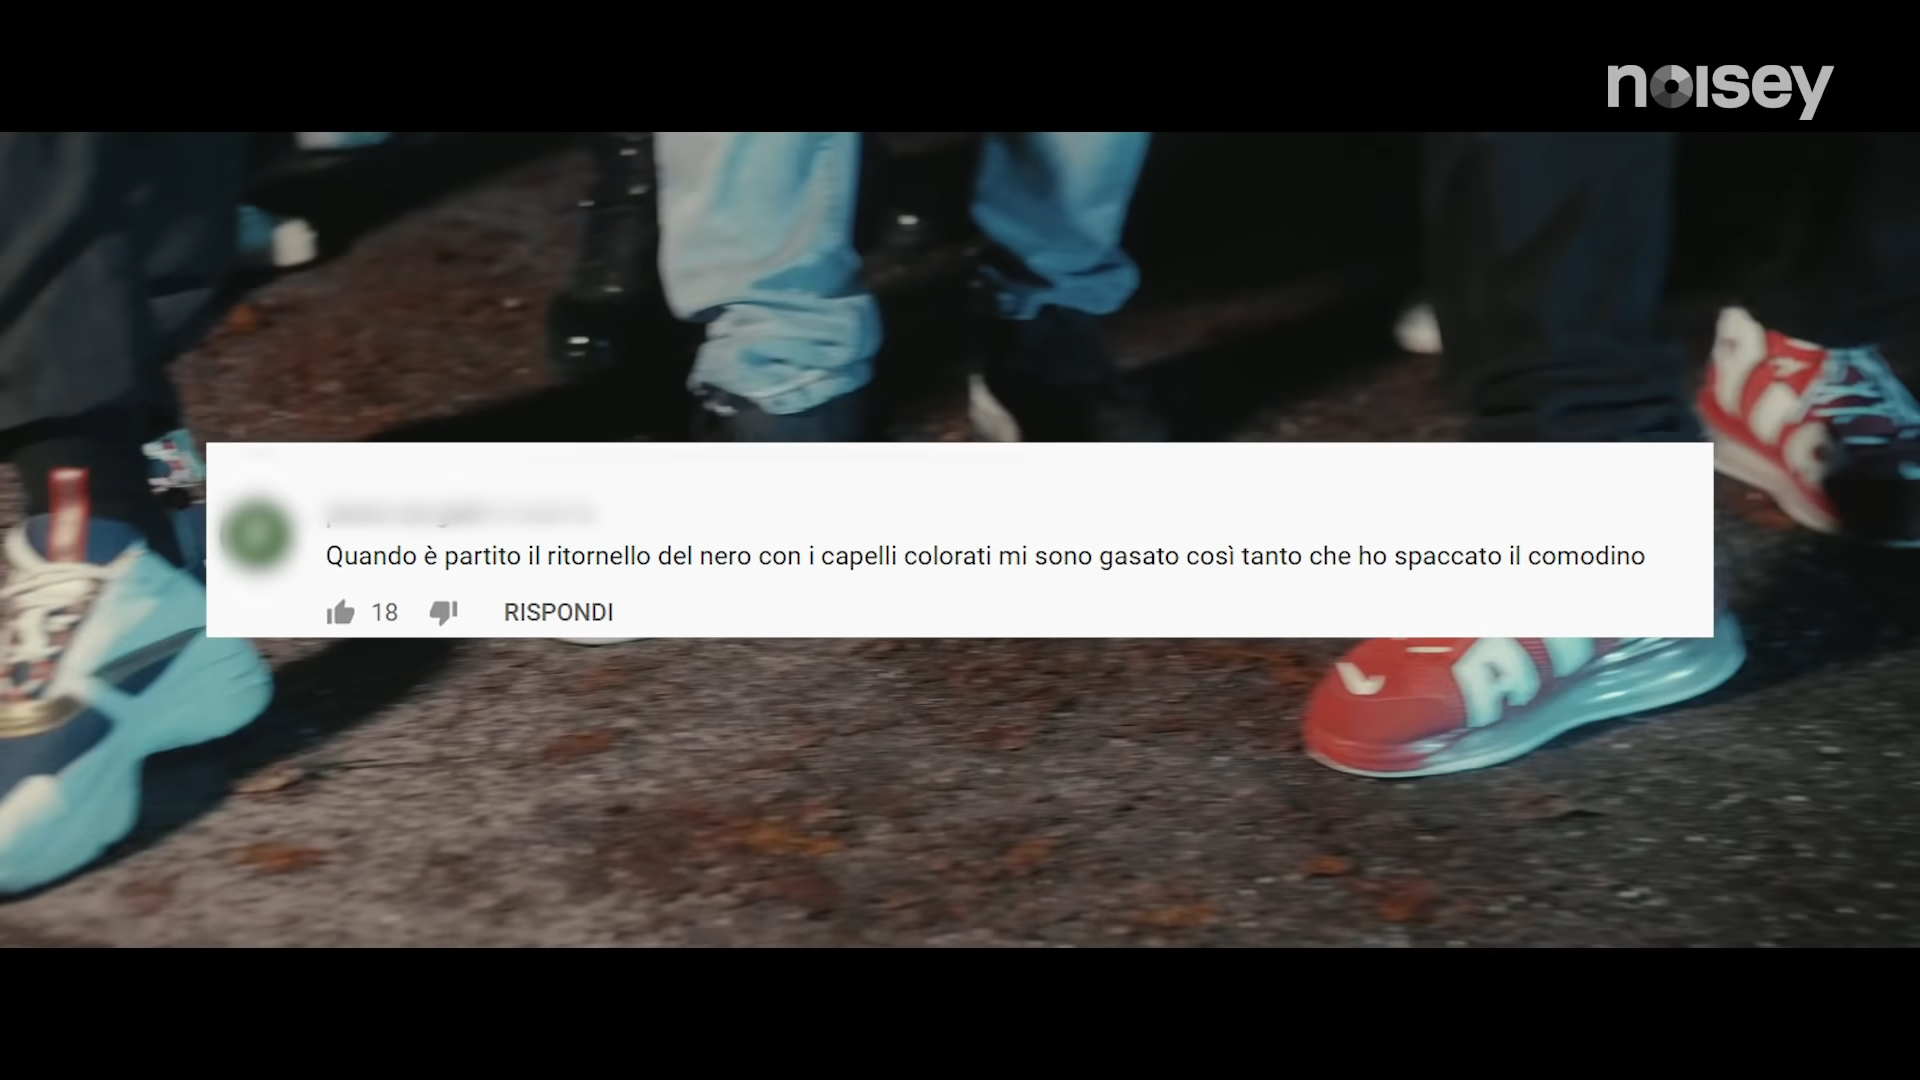 noisey
Quando è partito il ritornello del nero con i capelli colorati mi sono gasato così tanto che ho spaccato il comodino
18 RISPONDI